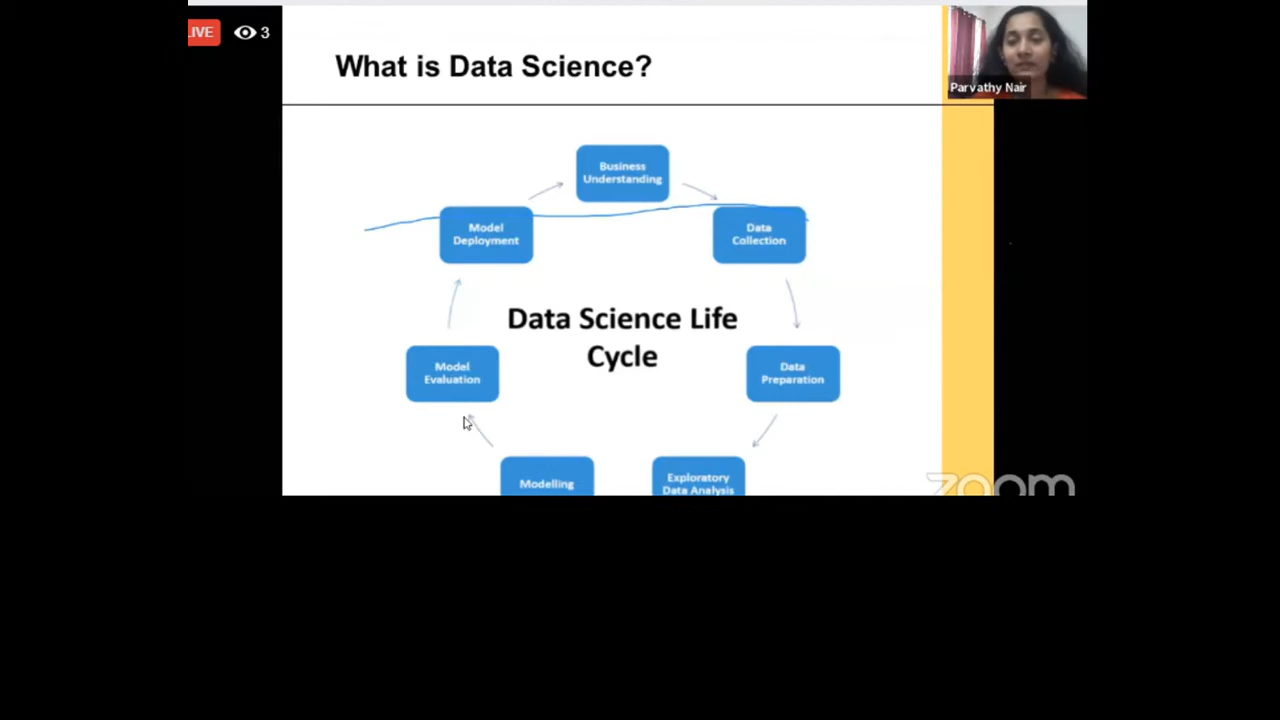 LIVE
3
What is Data Science?
Parvathy Nair
Business
Understanding
Model
Deployment
Data
Collection
Data Science Life
Cycle
Model
Evaluation
Data
Preparation
Modelling
Exploratory
Data Analysis
zoom